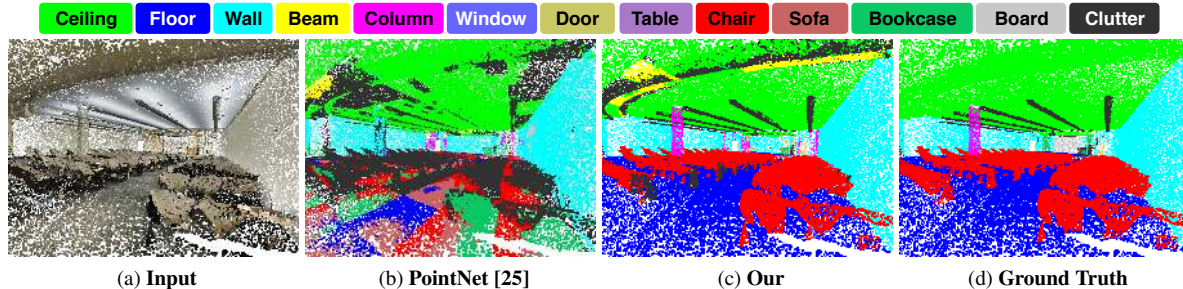 Ceiling Floor Wall Beam Column Window Door Table Chair Sofa Bookcase Board Clutter
(a) Input (b) PointNet [25] (c) Our (d) Ground Truth